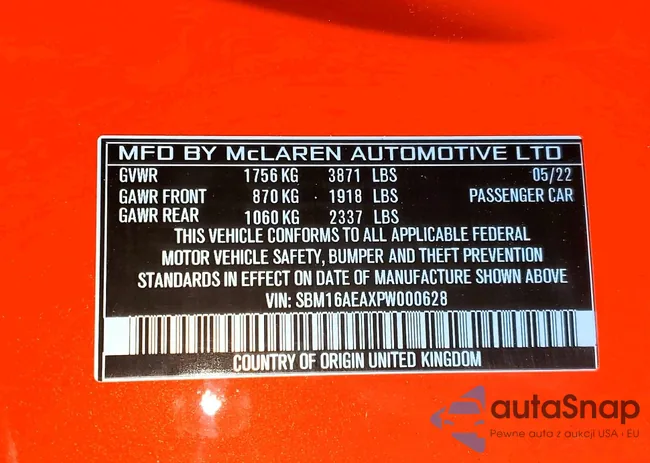 MFD BY McLAREN AUTOMOTIVE LTD
GVWR 1756 KG 3871 LBS 05/22
GAWR FRONT 870 KG 1918 LBS PASSENGER CAR
GAWR REAR 1060 KG 2337 LBS
THIS VEHICLE CONFORMS TO ALL APPLICABLE FEDERAL
MOTOR VEHICLE SAFETY, BUMPER AND THEFT PREVENTION
STANDARDS IN EFFECT ON DATE OF MANUFACTURE SHOWN ABOVE
VIN: SBM16AEAXPW000628
COUNTRY OF ORIGIN UNITED KINGDOM
autaSnap
Pewne auta z aukcji USA i EU